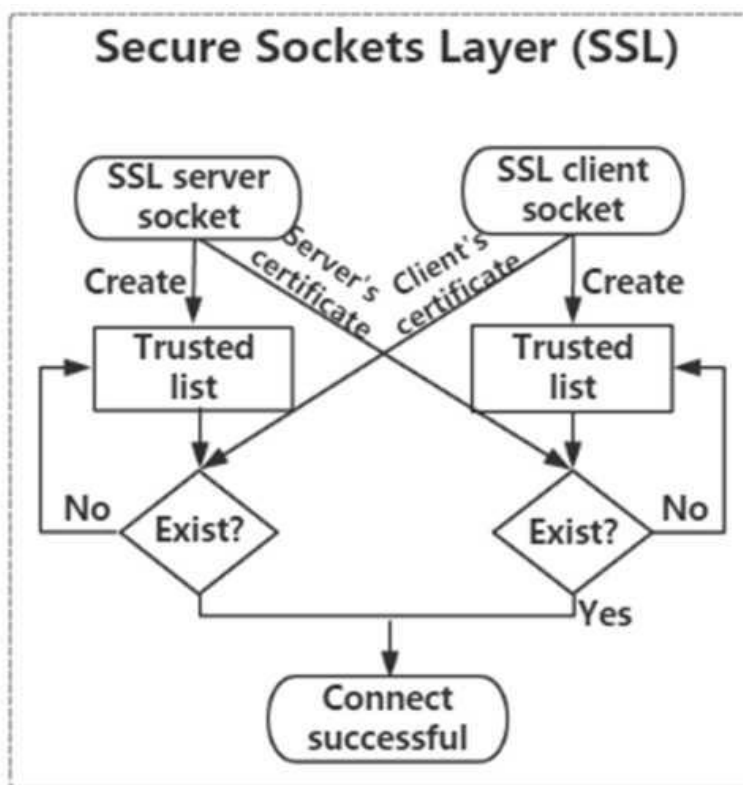 Secure Sockets Layer (SSL)
SSL server
socket
SSL client
socket
Create
Server's
certificate
Client's
certificate
Create
Trusted
list
Trusted
list
No
Exist?
Exist?
No
Yes
Connect
successful